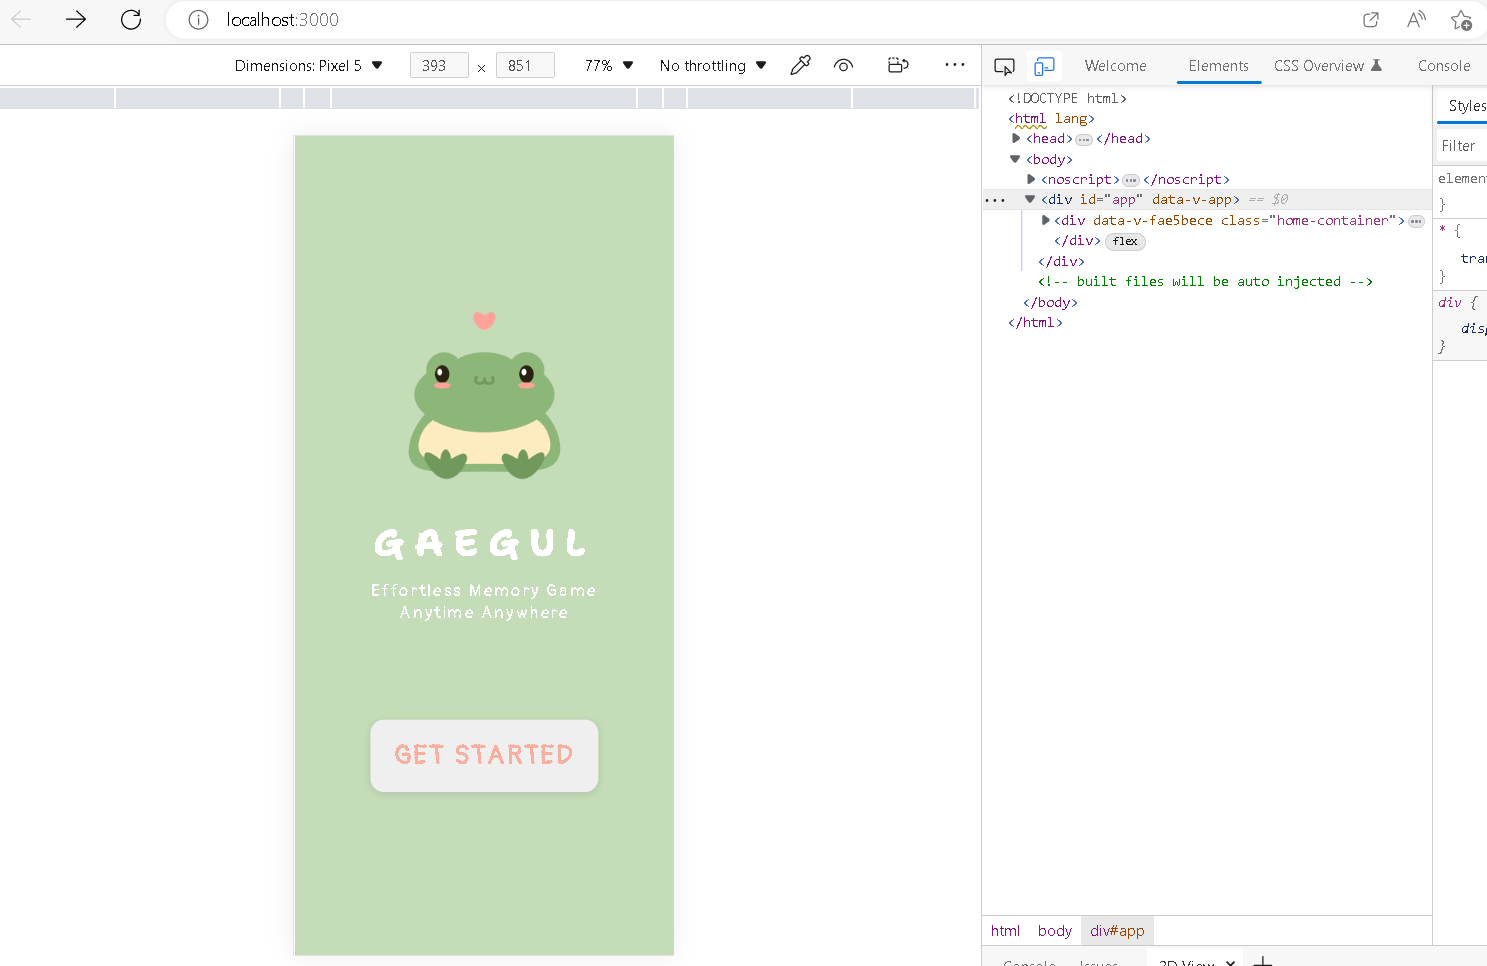 localhost:3000
Dimensions: Pixel 5 393 × 851 77% No throttling
Welcome Elements CSS Overview Console
GAEGUL
Effortless Memory Game
Anytime Anywhere
GET STARTED
<!DOCTYPE html>
<html lang>
<head>…</head>
<body>
<noscript>…</noscript>
… <div id="app" data-v-app> == $0
<div data-v-fae5bece class="home-container">…
</div> flex
</div>
<!-- built files will be auto injected -->
</body>
</html>
html body div#app
Styles
Filter
element
}
* {
tra
}
div {
disp
}
Console Issues 3D View